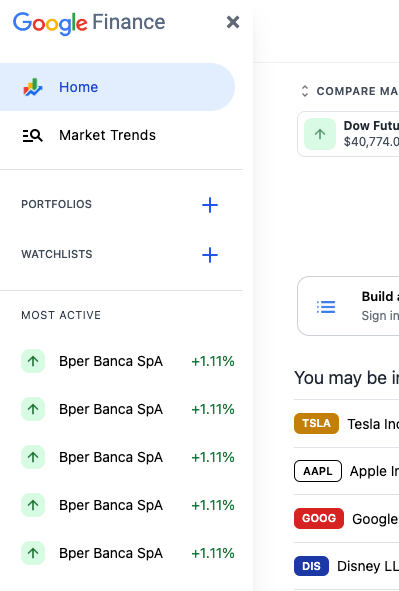 Google Finance
Home
Market Trends
PORTFOLIOS
WATCHLISTS
MOST ACTIVE
Bper Banca SpA +1.11%
Bper Banca SpA +1.11%
Bper Banca SpA +1.11%
Bper Banca SpA +1.11%
Bper Banca SpA +1.11%
COMPARE MA
Dow Futu
$40,774.0
Build a
Sign in
You may be in
TSLA Tesla Inc
AAPL Apple In
GOOG Google
DIS Disney LL